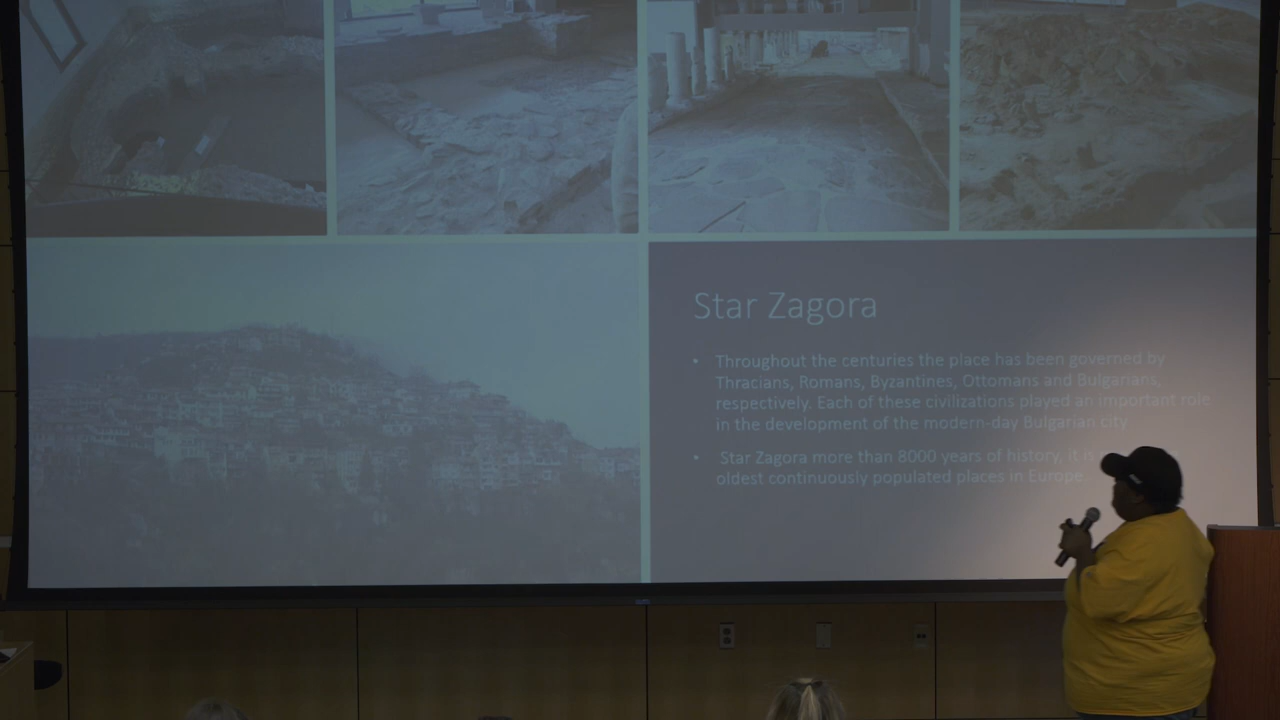 Star Zagora
• Throughout the centuries the place has been governed by
Thracians, Romans, Byzantines, Ottomans and Bulgarians,
respectively. Each of these civilizations played an important role
in the development of the modern-day Bulgarian city
• Star Zagora more than 8000 years of history, it is
oldest continuously populated places in Europe